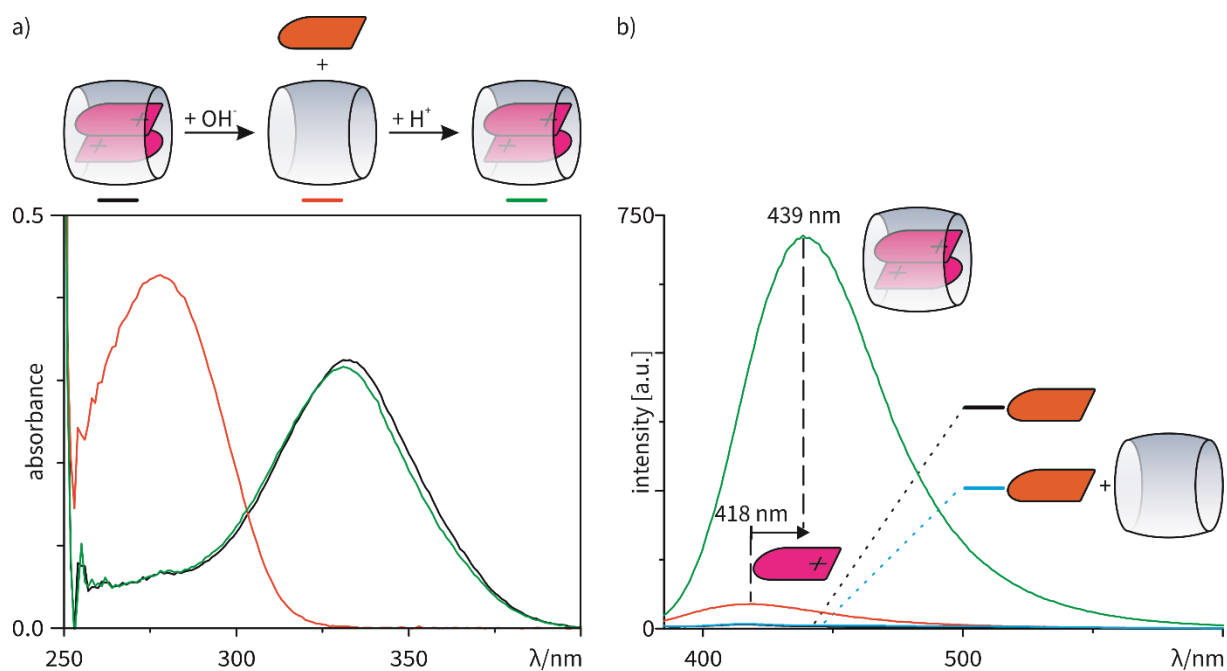 a)
+
+ OH⁻
+ H⁺
+
+
+
+
0.5
absorbance
0.0
250
300
350
λ/nm
b)
750
439 nm
+
+
intensity [a.u.]
418 nm
+
+
0
400
500
λ/nm